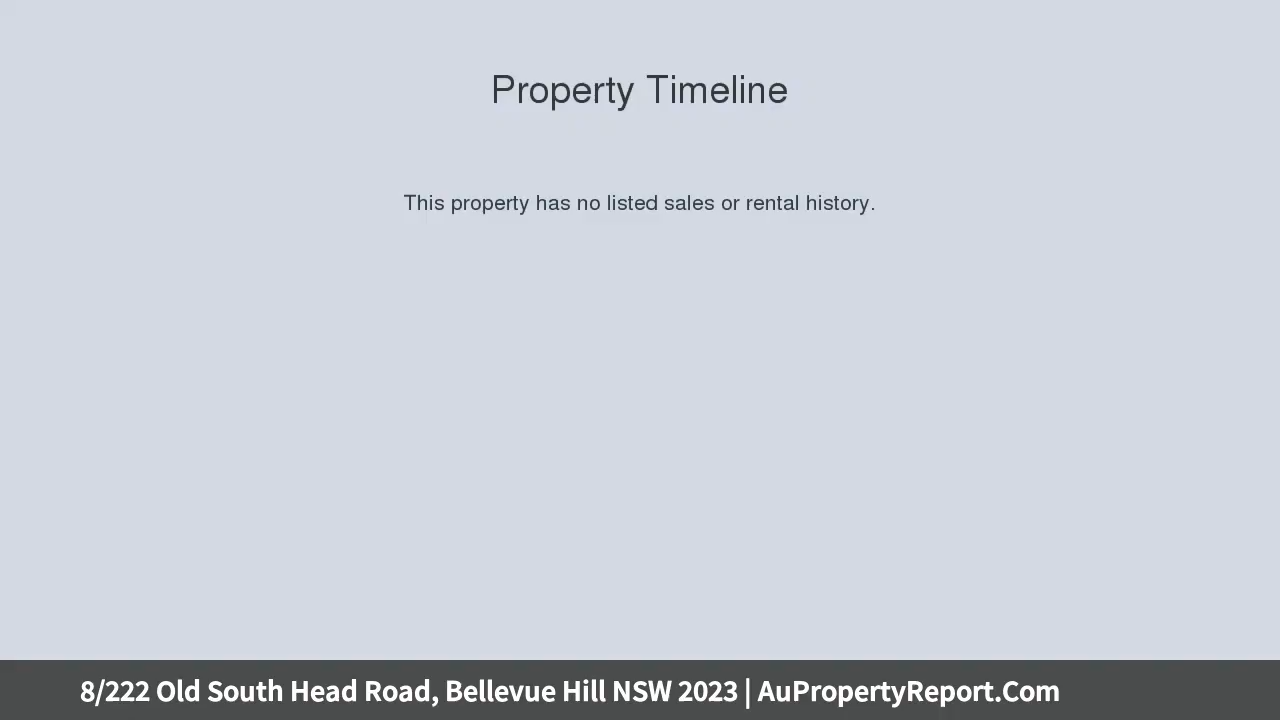 Property Timeline
This property has no listed sales or rental history.
8/222 Old South Head Road, Bellevue Hill NSW 2023 | AuPropertyReport.Com